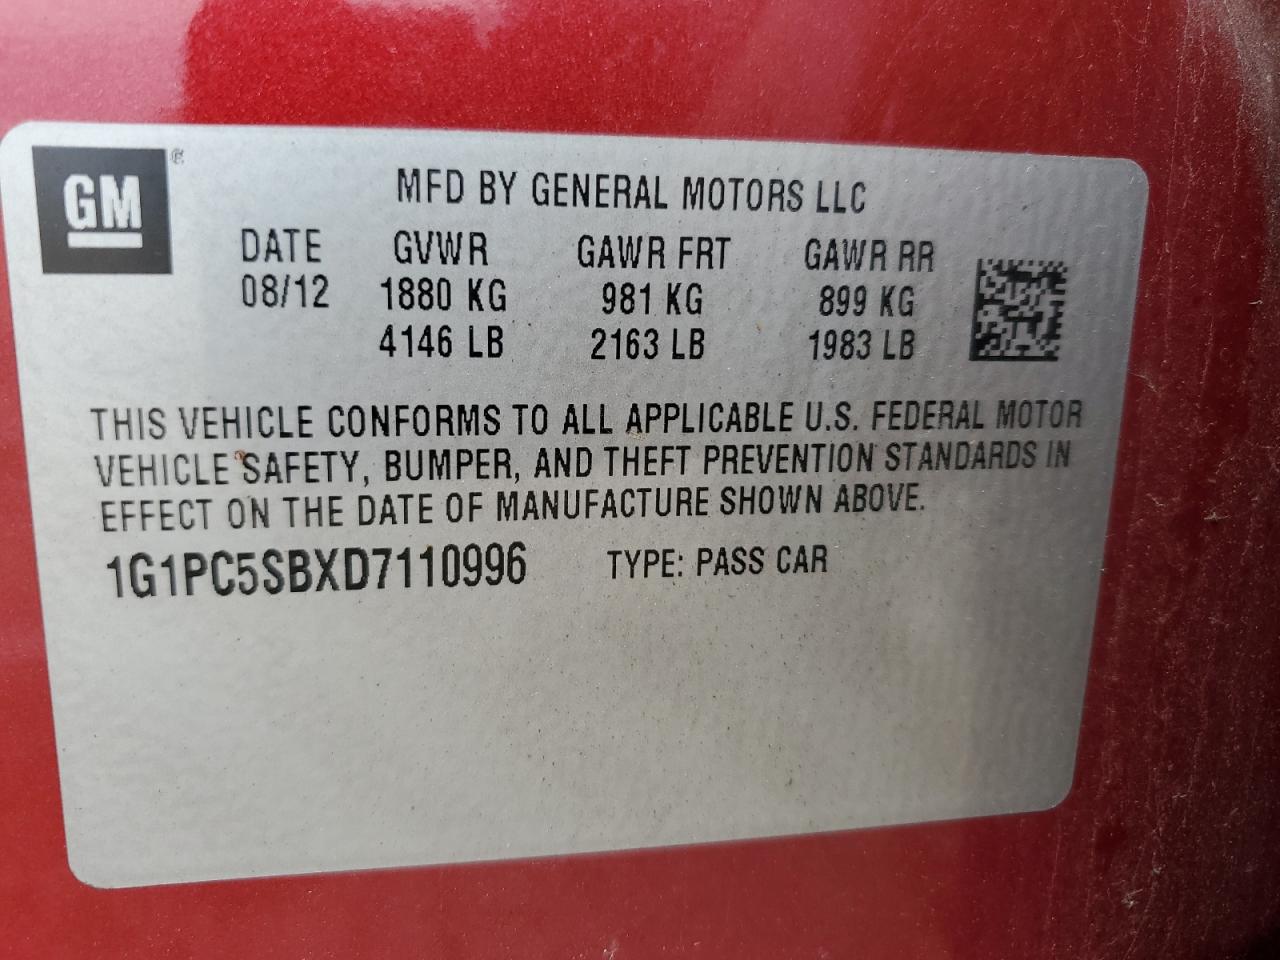 GM
MFD BY GENERAL MOTORS LLC
DATE GVWR GAWR FRT GAWR RR
08/12 1880 KG 981 KG 899 KG
4146 LB 2163 LB 1983 LB
THIS VEHICLE CONFORMS TO ALL APPLICABLE U.S. FEDERAL MOTOR
VEHICLE SAFETY, BUMPER, AND THEFT PREVENTION STANDARDS IN
EFFECT ON THE DATE OF MANUFACTURE SHOWN ABOVE.
1G1PC5SBXD7110996 TYPE: PASS CAR